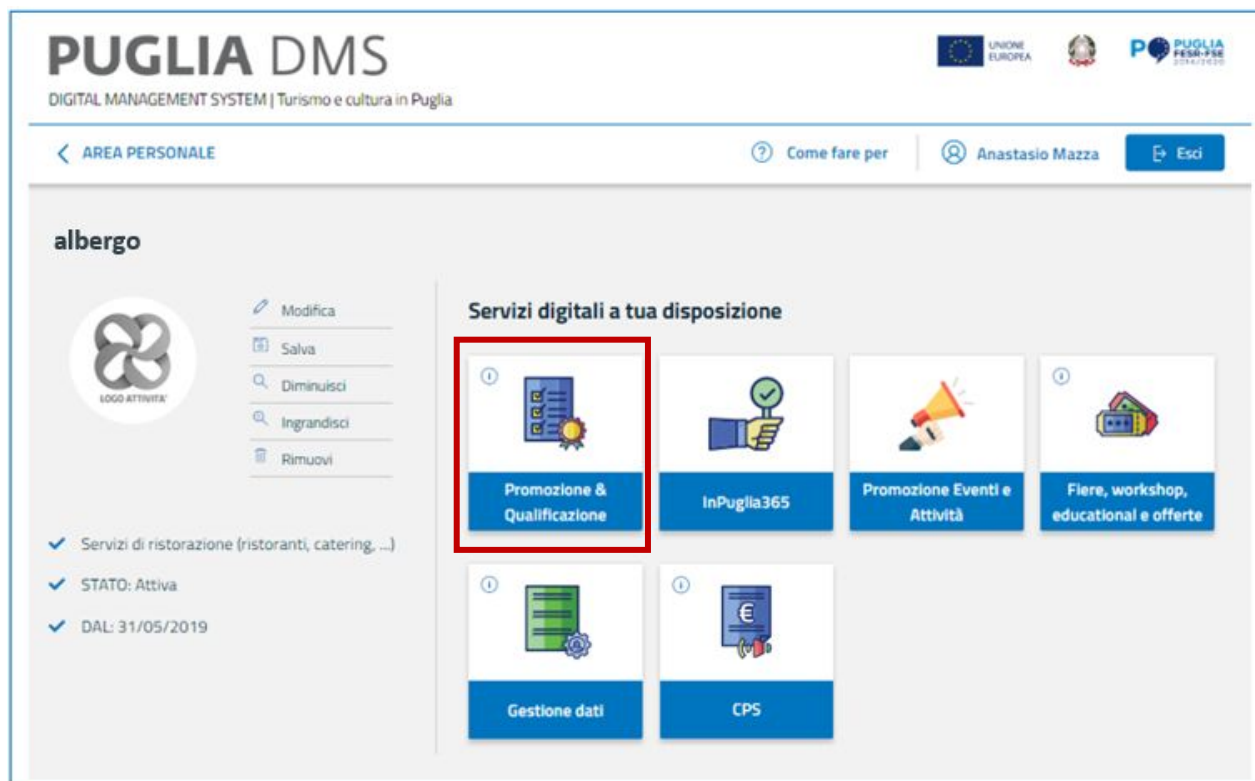 PUGLIA DMS
DIGITAL MANAGEMENT SYSTEM | Turismo e cultura in Puglia
UNIONE
EUROPEA
PUGLIA
FESR-FSE
2014/2020
AREA PERSONALE
Come fare per
Anastasio Mazza
Esci
albergo
LOGO ATTIVITA'
Modifica
Salva
Diminuisci
Ingrandisci
Rimuovi
Servizi di ristorazione (ristoranti, catering, ...)
STATO: Attiva
DAL: 31/05/2019
Servizi digitali a tua disposizione
Promozione &
Qualificazione
InPuglia365
Promozione Eventi e
Attività
Fiere, workshop,
educational e offerte
Gestione dati
CPS